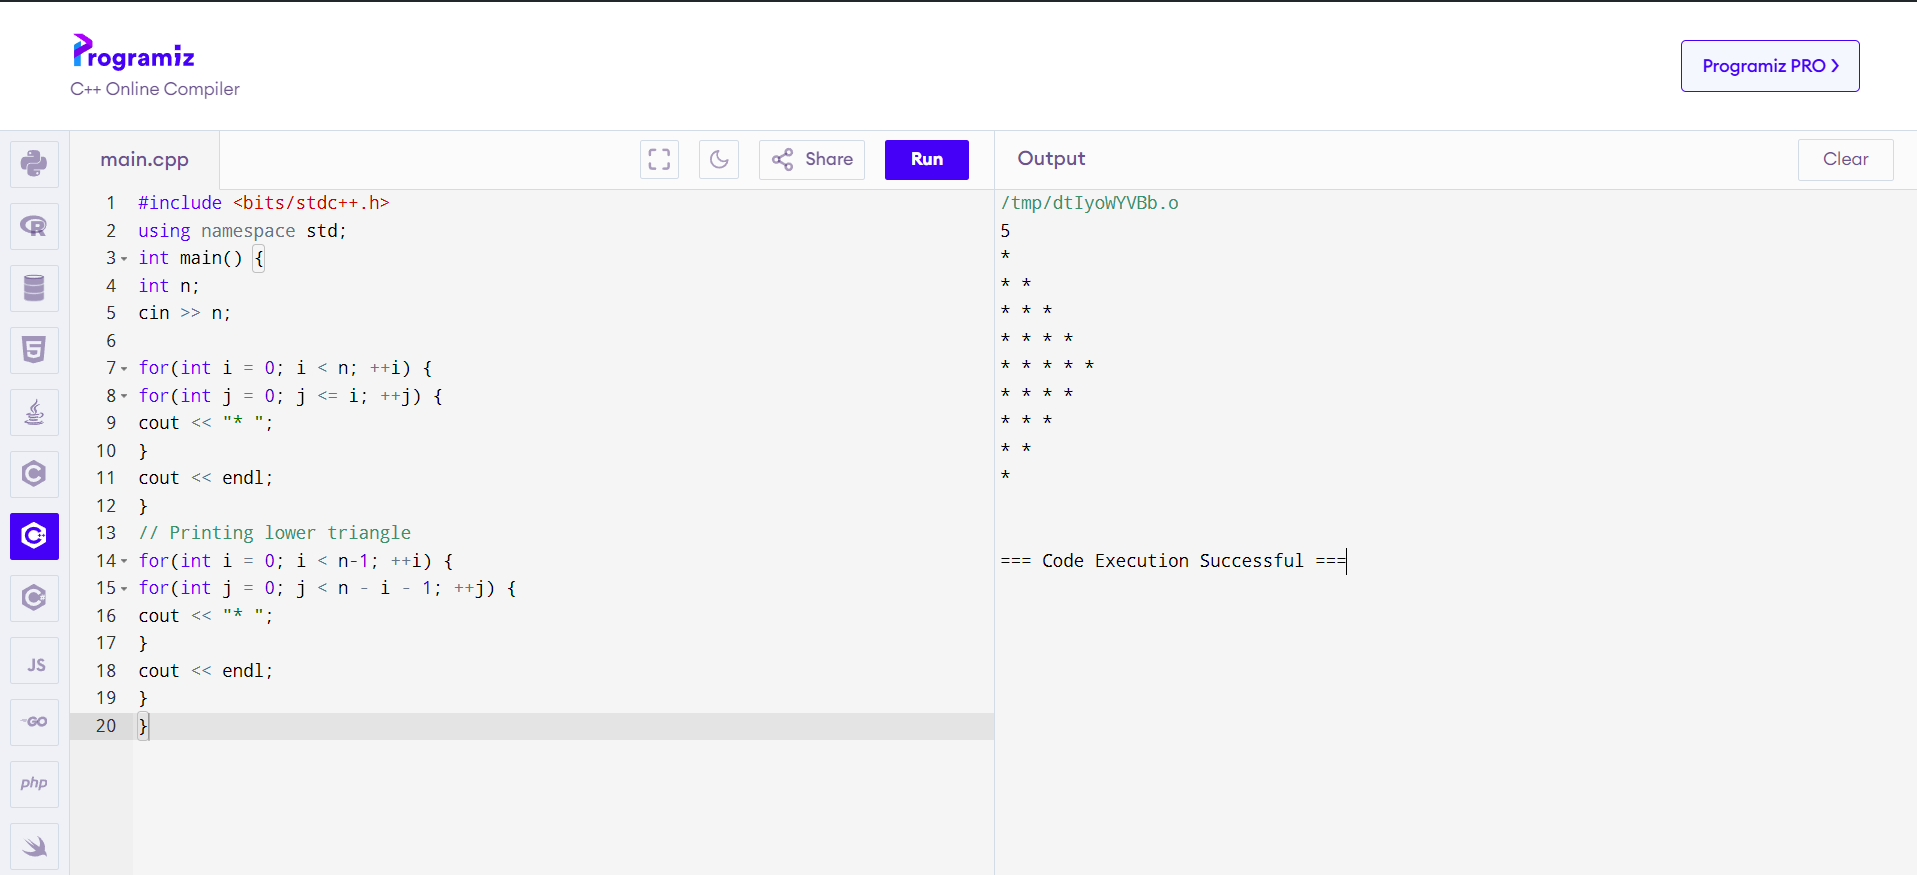 Programiz
C++ Online Compiler
Programiz PRO >
main.cpp
Share
Run
Output
Clear
1 #include <bits/stdc++.h>
2 using namespace std;
3 int main() {
4 int n;
5 cin >> n;
6
7 for(int i = 0; i < n; ++i) {
8 for(int j = 0; j <= i; ++j) {
9 cout << "* ";
10 }
11 cout << endl;
12 }
13 // Printing lower triangle
14 for(int i = 0; i < n-1; ++i) {
15 for(int j = 0; j < n - i - 1; ++j) {
16 cout << "* ";
17 }
18 cout << endl;
19 }
20 }
/tmp/dtIyoWYVBb.o
5
*
* *
* * *
* * * *
* * * * *
* * * *
* * *
* *
*
=== Code Execution Successful ===
R
5
C
C++
C#
JS
GO
php